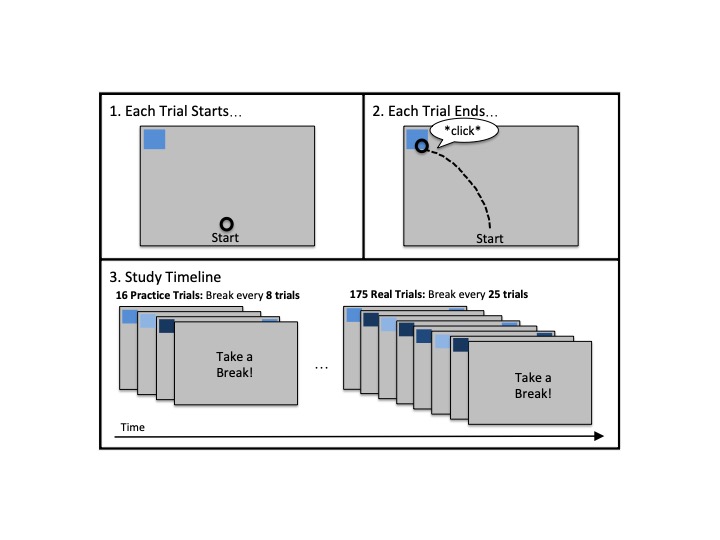 1. Each Trial Starts…
Start
2. Each Trial Ends…
*click*
Start
3. Study Timeline
16 Practice Trials: Break every 8 trials
Take a
Break!
…
175 Real Trials: Break every 25 trials
Take a
Break!
Time